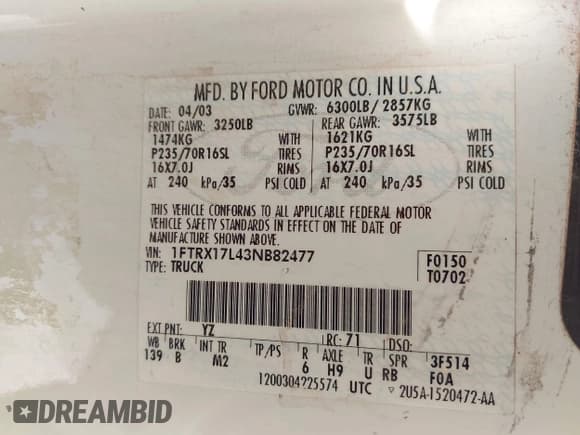 MFD. BY FORD MOTOR CO. IN U.S.A.
DATE: 04/03 GVWR: 6300LB/ 2857KG
FRONT GAWR: 3250LB REAR GAWR: 3575LB
1474KG WITH 1621KG WITH
P235/70R16SL TIRES P235/70R16SL TIRES
16X7.0J RIMS 16X7.0J RIMS
AT 240 kPa/35 PSI COLD AT 240 kPa/35 PSI COLD
THIS VEHICLE CONFORMS TO ALL APPLICABLE FEDERAL MOTOR
VEHICLE SAFETY STANDARDS IN EFFECT ON THE DATE OF
MANUFACTURE SHOWN ABOVE.
VIN: 1FTRX17L43NB82477 F0150
TYPE: TRUCK T0702
EXT PNT: YZ RC: 71 DSO:
WB BRK INT TR TP/PS R AXLE TR SPR 3F514
139 B M2 6 H9 U RB F0A
1200304225574 UTC ▽ 2U5A-1520472-AA
DREAMBID